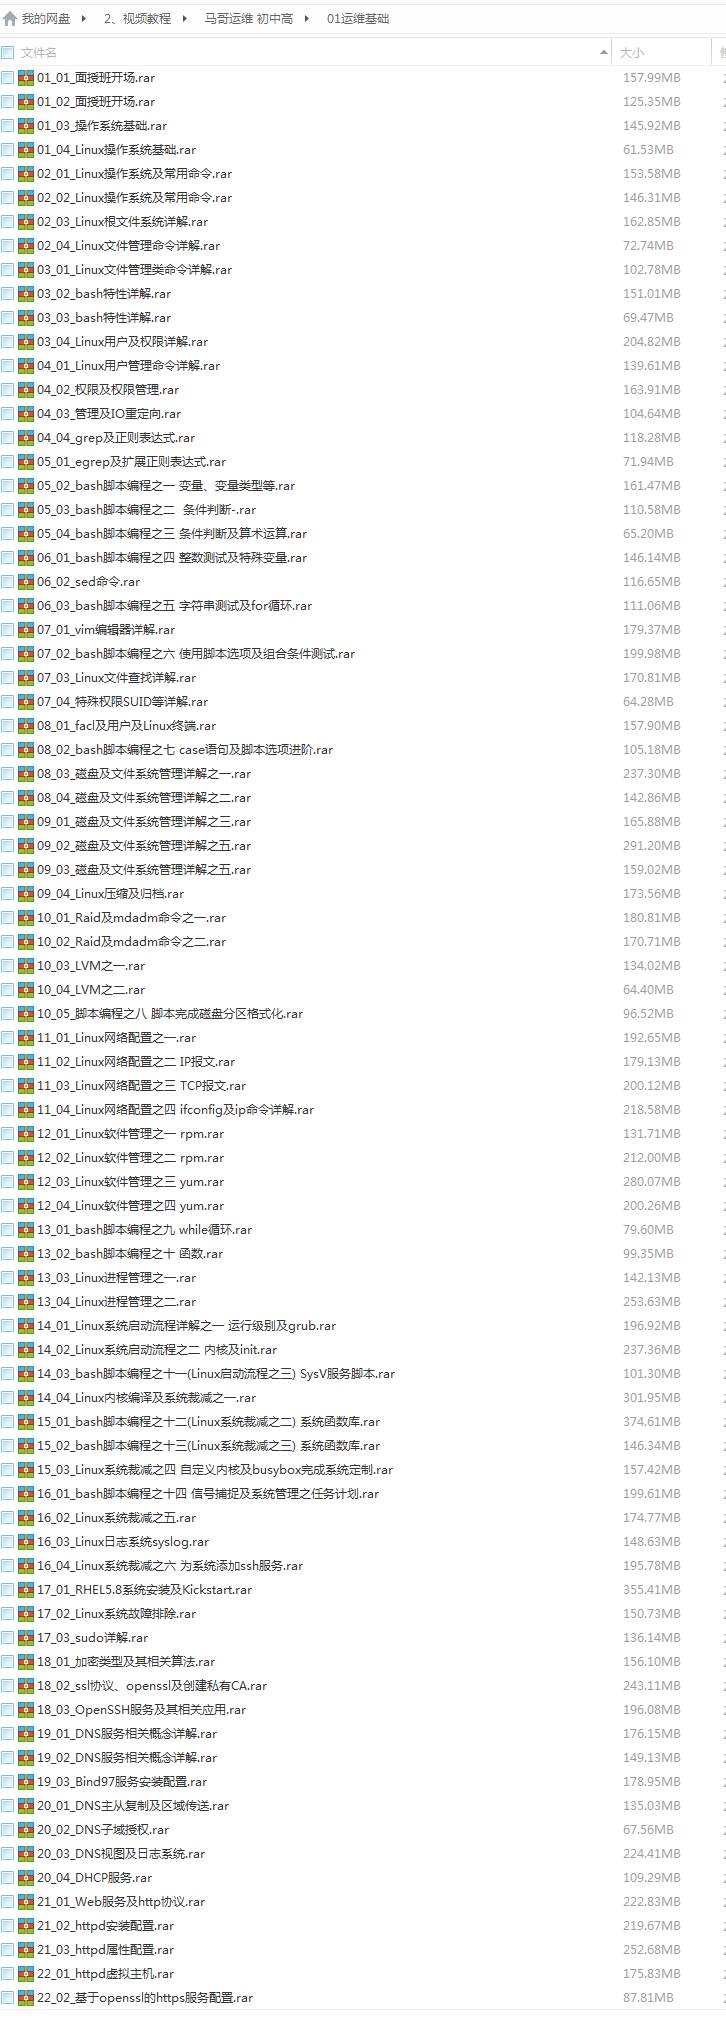 我的网盘 ▸ 2、视频教程 ▸ 马哥运维 初中高 ▸ 01运维基础
文件名 大小
01_01_面授班开场.rar 157.99MB
01_02_面授班开场.rar 125.35MB
01_03_操作系统基础.rar 145.92MB
01_04_Linux操作系统基础.rar 61.53MB
02_01_Linux操作系统及常用命令.rar 153.58MB
02_02_Linux操作系统及常用命令.rar 146.31MB
02_03_Linux根文件系统详解.rar 162.85MB
02_04_Linux文件管理命令详解.rar 72.74MB
03_01_Linux文件管理类命令详解.rar 102.78MB
03_02_bash特性详解.rar 151.01MB
03_03_bash特性详解.rar 69.47MB
03_04_Linux用户及权限详解.rar 204.82MB
04_01_Linux用户管理命令详解.rar 139.61MB
04_02_权限及权限管理.rar 163.91MB
04_03_管理及IO重定向.rar 104.64MB
04_04_grep及正则表达式.rar 118.28MB
05_01_egrep及扩展正则表达式.rar 71.94MB
05_02_bash脚本编程之一 变量、变量类型等.rar 161.47MB
05_03_bash脚本编程之二  条件判断-.rar 110.58MB
05_04_bash脚本编程之三 条件判断及算术运算.rar 65.20MB
06_01_bash脚本编程之四 整数测试及特殊变量.rar 146.14MB
06_02_sed命令.rar 116.65MB
06_03_bash脚本编程之五 字符串测试及for循环.rar 111.06MB
07_01_vim编辑器详解.rar 179.37MB
07_02_bash脚本编程之六 使用脚本选项及组合条件测试.rar 199.98MB
07_03_Linux文件查找详解.rar 170.81MB
07_04_特殊权限SUID等详解.rar 64.28MB
08_01_facl及用户及Linux终端.rar 157.90MB
08_02_bash脚本编程之七 case语句及脚本选项进阶.rar 105.18MB
08_03_磁盘及文件系统管理详解之一.rar 237.30MB
08_04_磁盘及文件系统管理详解之二.rar 142.86MB
09_01_磁盘及文件系统管理详解之三.rar 165.88MB
09_02_磁盘及文件系统管理详解之五.rar 291.20MB
09_03_磁盘及文件系统管理详解之五.rar 159.02MB
09_04_Linux压缩及归档.rar 173.56MB
10_01_Raid及mdadm命令之一.rar 180.81MB
10_02_Raid及mdadm命令之二.rar 170.71MB
10_03_LVM之一.rar 134.02MB
10_04_LVM之二.rar 64.40MB
10_05_脚本编程之八 脚本完成磁盘分区格式化.rar 96.52MB
11_01_Linux网络配置之一.rar 192.65MB
11_02_Linux网络配置之二 IP报文.rar 179.13MB
11_03_Linux网络配置之三 TCP报文.rar 200.12MB
11_04_Linux网络配置之四 ifconfig及ip命令详解.rar 218.58MB
12_01_Linux软件管理之一 rpm.rar 131.71MB
12_02_Linux软件管理之二 rpm.rar 212.00MB
12_03_Linux软件管理之三 yum.rar 280.07MB
12_04_Linux软件管理之四 yum.rar 200.26MB
13_01_bash脚本编程之九 while循环.rar 79.60MB
13_02_bash脚本编程之十 函数.rar 99.35MB
13_03_Linux进程管理之一.rar 142.13MB
13_04_Linux进程管理之二.rar 253.63MB
14_01_Linux系统启动流程详解之一 运行级别及grub.rar 196.92MB
14_02_Linux系统启动流程之二 内核及init.rar 237.36MB
14_03_bash脚本编程之十一(Linux启动流程之三) SysV服务脚本.rar 101.30MB
14_04_Linux内核编译及系统裁减之一.rar 301.95MB
15_01_bash脚本编程之十二(Linux系统裁减之二) 系统函数库.rar 374.61MB
15_02_bash脚本编程之十三(Linux系统裁减之三) 系统函数库.rar 146.34MB
15_03_Linux系统裁减之四 自定义内核及busybox完成系统定制.rar 157.42MB
16_01_bash脚本编程之十四 信号捕捉及系统管理之任务计划.rar 199.61MB
16_02_Linux系统裁减之五.rar 174.77MB
16_03_Linux日志系统syslog.rar 148.63MB
16_04_Linux系统裁减之六 为系统添加ssh服务.rar 195.78MB
17_01_RHEL5.8系统安装及Kickstart.rar 355.41MB
17_02_Linux系统故障排除.rar 150.73MB
17_03_sudo详解.rar 136.14MB
18_01_加密类型及其相关算法.rar 156.10MB
18_02_ssl协议、openssl及创建私有CA.rar 243.11MB
18_03_OpenSSH服务及其相关应用.rar 196.08MB
19_01_DNS服务相关概念详解.rar 176.15MB
19_02_DNS服务相关概念详解.rar 149.13MB
19_03_Bind97服务安装配置.rar 178.95MB
20_01_DNS主从复制及区域传送.rar 135.03MB
20_02_DNS子域授权.rar 67.56MB
20_03_DNS视图及日志系统.rar 224.41MB
20_04_DHCP服务.rar 109.29MB
21_01_Web服务及http协议.rar 222.83MB
21_02_httpd安装配置.rar 219.67MB
21_03_httpd属性配置.rar 252.68MB
22_01_httpd虚拟主机.rar 175.83MB
22_02_基于openssl的https服务配置.rar 87.81MB